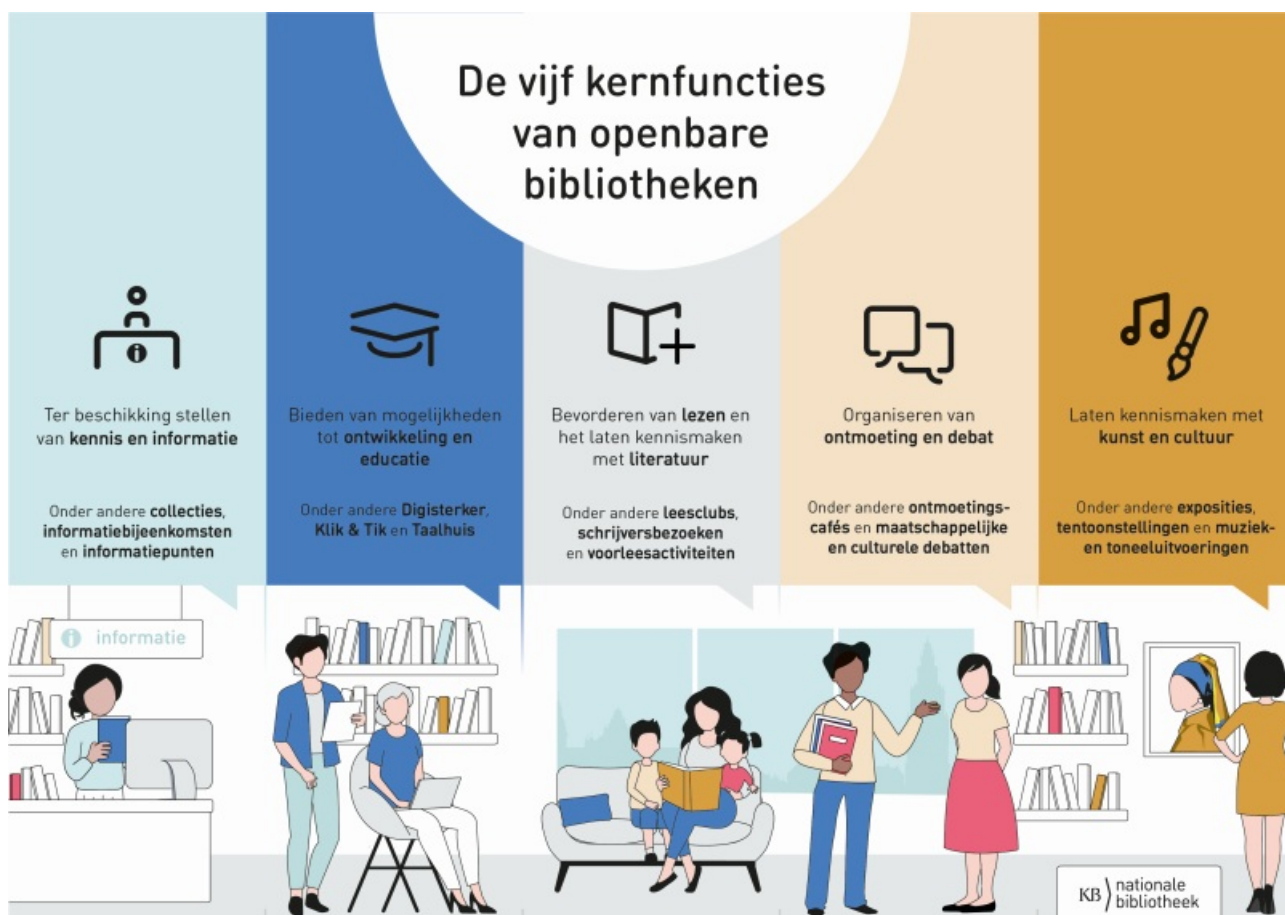 De vijf kernfuncties
van openbare
bibliotheken
Ter beschikking stellen
van kennis en informatie
Onder andere collecties,
informatiebijeenkomsten
en informatiepunten
Bieden van mogelijkheden
tot ontwikkeling en
educatie
Onder andere Digisterker,
Klik & Tik en Taalhuis
Bevorderen van lezen en
het laten kennismaken
met literatuur
Onder andere leesclubs,
schrijversbezoeken
en voorleesactiviteiten
Organiseren van
ontmoeting en debat
Onder andere ontmoetings-
cafés en maatschappelijke
en culturele debatten
Laten kennismaken met
kunst en cultuur
Onder andere exposities,
tentoonstellingen en muziek-
en toneeluitvoeringen
i informatie
KB nationale
bibliotheek